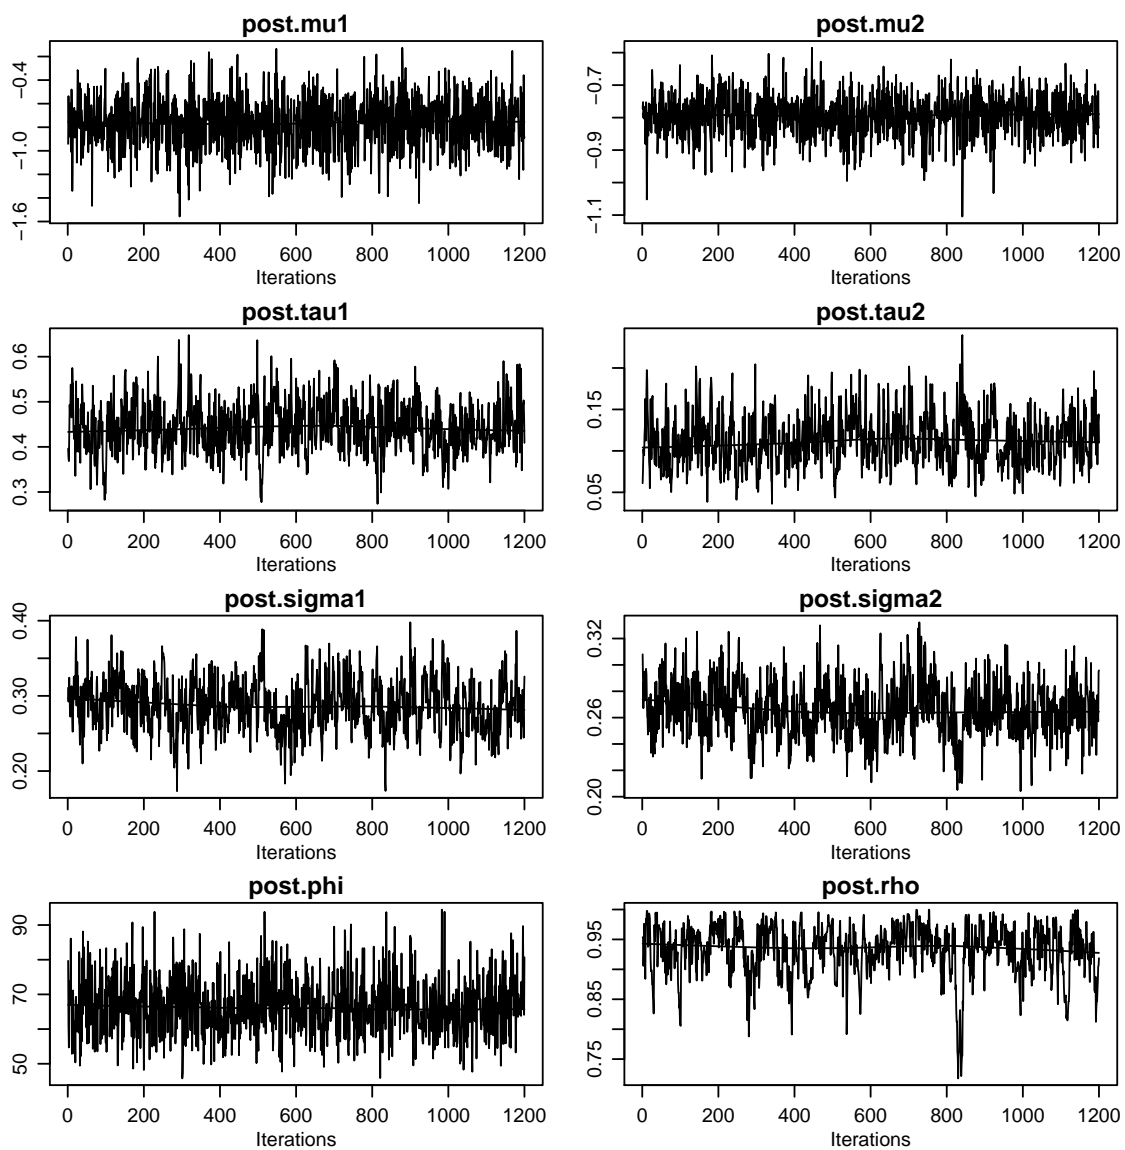 post.mu1
−1.6 −1.0 −0.4
0 200 400 600 800 1000 1200
Iterations
post.mu2
−1.1 −0.9 −0.7
0 200 400 600 800 1000 1200
Iterations
post.tau1
0.3 0.4 0.5 0.6
0 200 400 600 800 1000 1200
Iterations
post.tau2
0.05 0.15
0 200 400 600 800 1000 1200
Iterations
post.sigma1
0.20 0.30 0.40
0 200 400 600 800 1000 1200
Iterations
post.sigma2
0.20 0.26 0.32
0 200 400 600 800 1000 1200
Iterations
post.phi
50 70 90
0 200 400 600 800 1000 1200
Iterations
post.rho
0.75 0.85 0.95
0 200 400 600 800 1000 1200
Iterations